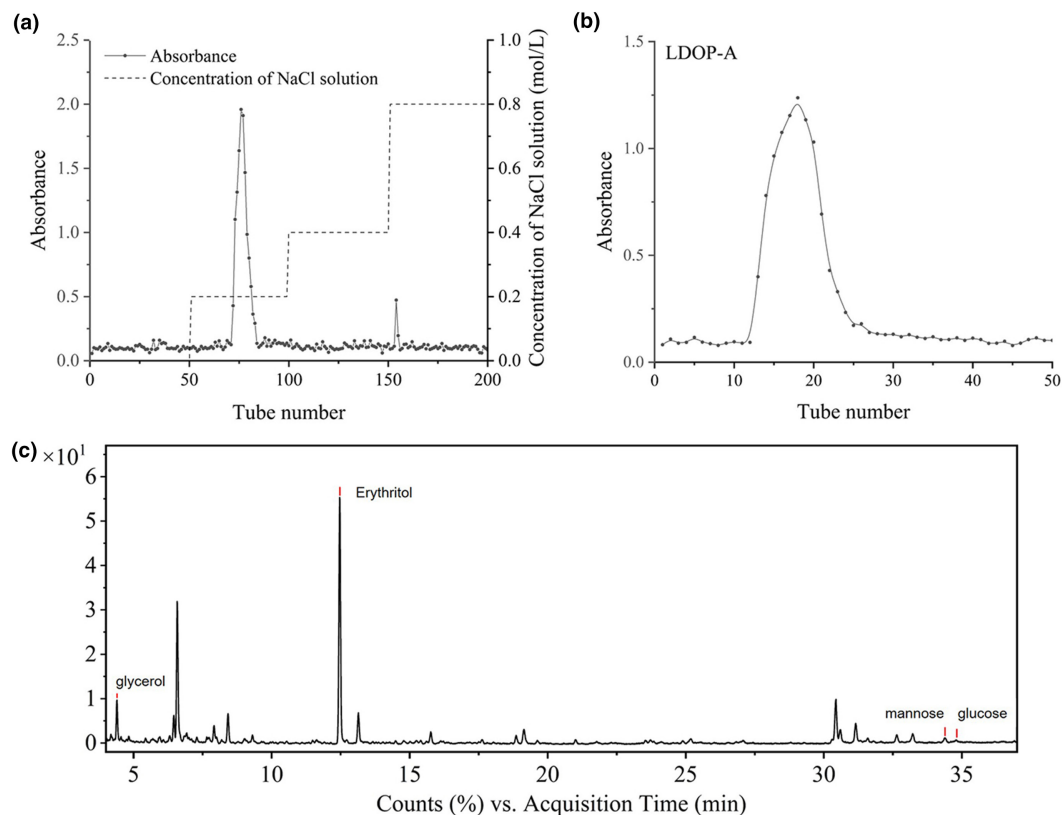 (a)
2.5
2.0
1.5
1.0
0.5
0.0
Absorbance
Absorbance
Concentration of NaCl solution
1.0
0.8
0.6
0.4
0.2
0.0
Concentration of NaCl solution (mol/L)
0 50 100 150 200
Tube number
(b)
LDOP-A
1.5
1.0
0.5
0.0
Absorbance
0 10 20 30 40 50
Tube number
(c)
×10¹
6
5
4
3
2
1
0
glycerol
Erythritol
mannose
glucose
5 10 15 20 25 30 35
Counts (%) vs. Acquisition Time (min)